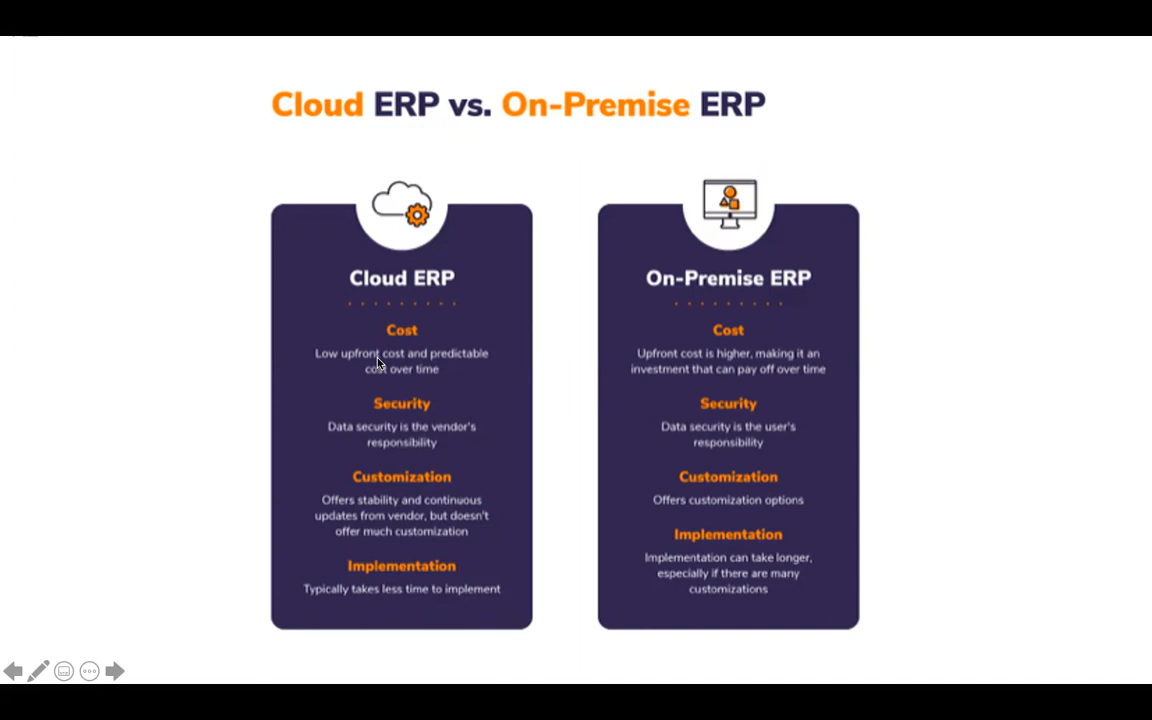 Cloud ERP vs. On-Premise ERP
Cloud ERP
Cost
Low upfront cost and predictable
cost over time
Security
Data security is the vendor's
responsibility
Customization
Offers stability and continuous
updates from vendor, but doesn't
offer much customization
Implementation
Typically takes less time to implement
On-Premise ERP
Cost
Upfront cost is higher, making it an
investment that can pay off over time
Security
Data security is the user's
responsibility
Customization
Offers customization options
Implementation
Implementation can take longer,
especially if there are many
customizations